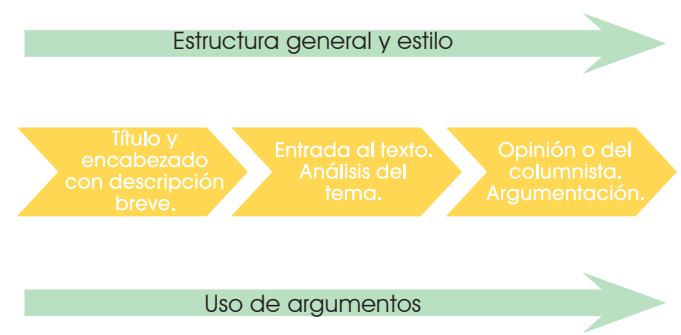 Estructura general y estilo
Título y
encabezado
con descripción
breve.
Entrada al texto.
Análisis del
tema.
Opinión o del
columnista.
Argumentación.
Uso de argumentos